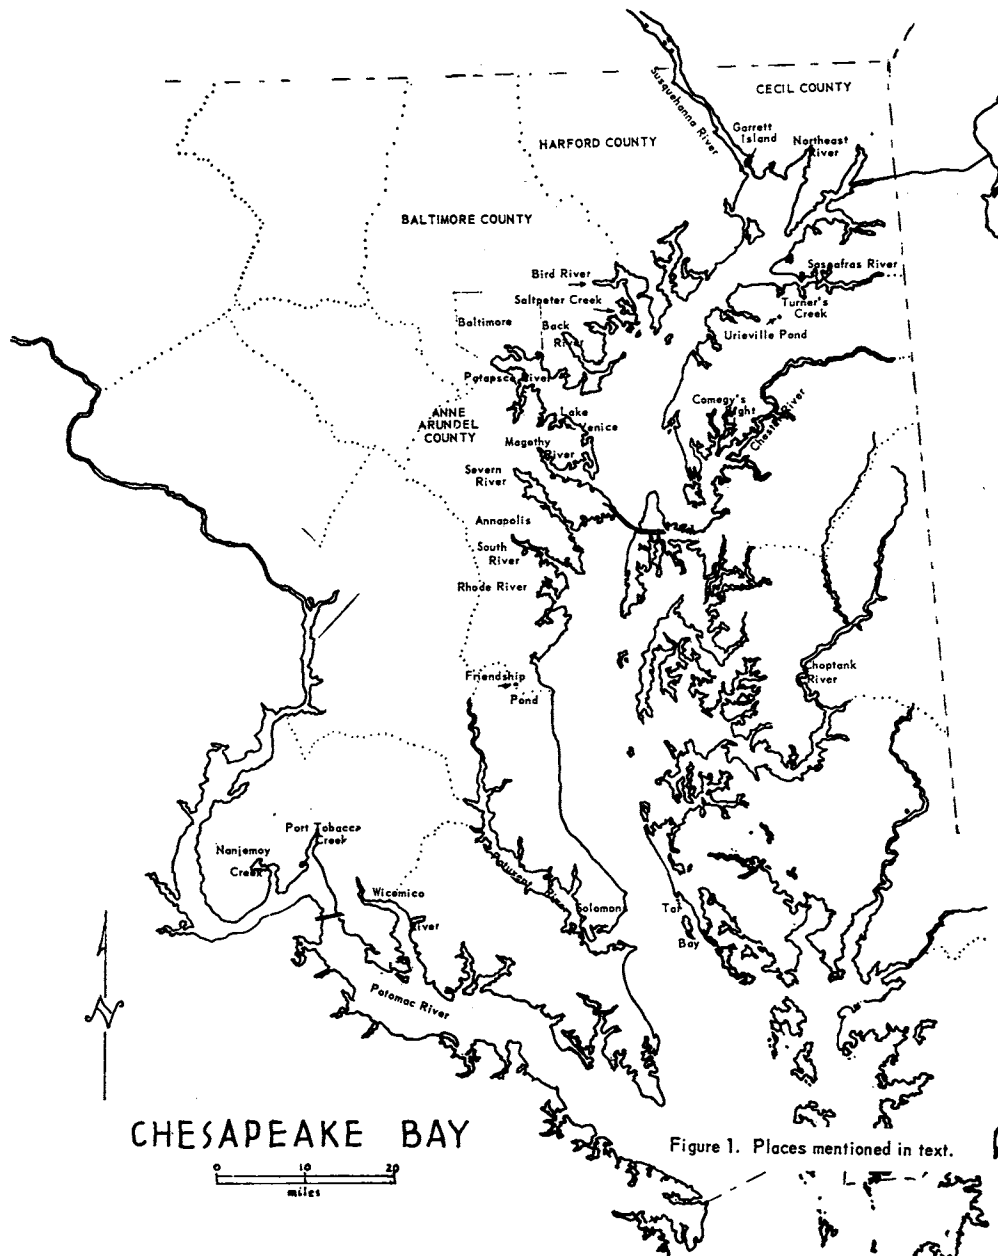 CECIL COUNTY
Susquehanna River
Garrett
Island
Northeast
River
HARFORD COUNTY
BALTIMORE COUNTY
Sassafras River
Bird River
Saltpeter Creek
Turner's
Creek
Baltimore
Back
River
Urieville Pond
Patapsco River
Comegy's
Bight
Chester River
ANNE
ARUNDEL
COUNTY
Lake
Venice
Magothy
River
Severn
River
Annapolis
South
River
Rhode River
Choptank
River
Friendship
Pond
Port Tobacco
Creek
Nanjemoy
Creek
Patuxent River
Wicomico
River
Solomons
Tar
Bay
Potomac River
N
CHESAPEAKE BAY
Figure 1. Places mentioned in text.
0 10 20
miles